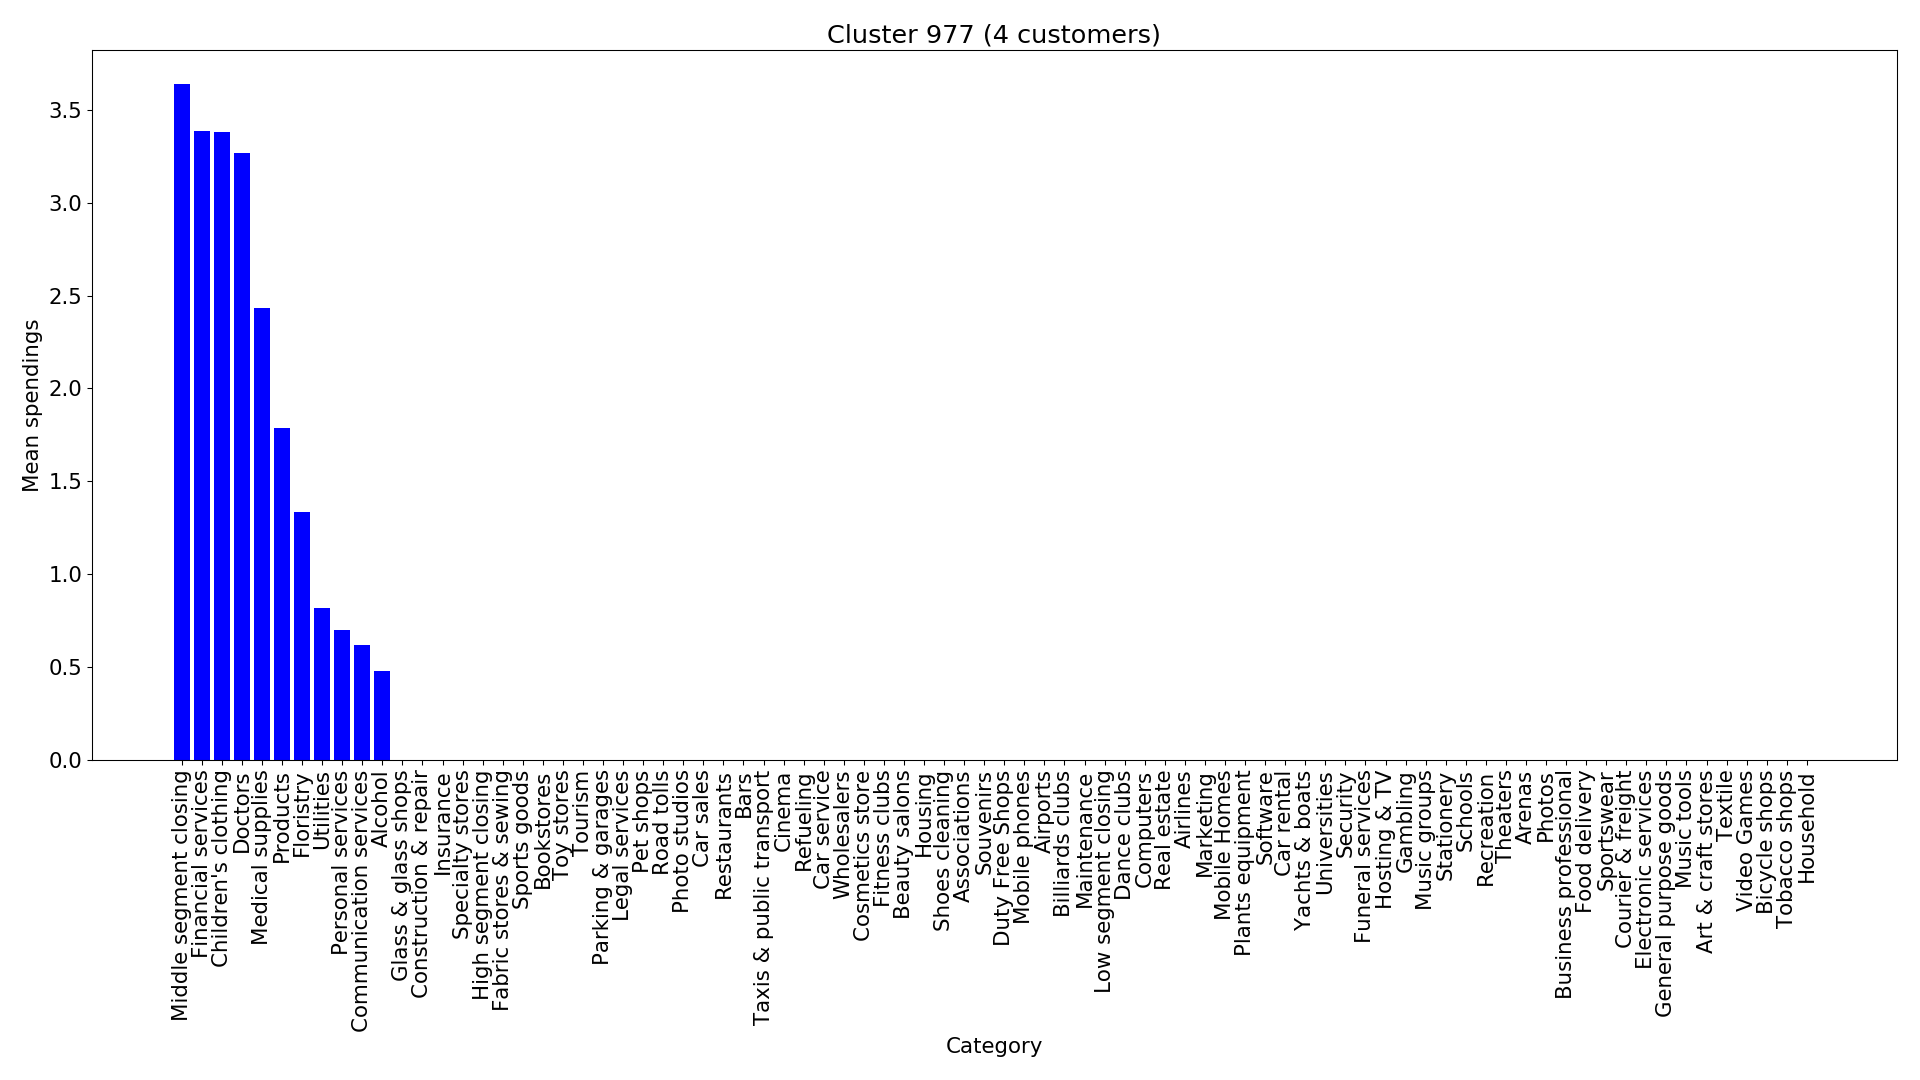 Cluster 977 (4 customers)
Mean spendings
3.5
3.0
2.5
2.0
1.5
1.0
0.5
0.0
Middle segment closing
Financial services
Children's clothing
Doctors
Medical supplies
Products
Floristry
Utilities
Personal services
Communication services
Alcohol
Glass & glass shops
Construction & repair
Insurance
Specialty stores
High segment closing
Fabric stores & sewing
Sports goods
Bookstores
Toy stores
Tourism
Parking & garages
Legal services
Pet shops
Road tolls
Photo studios
Car sales
Restaurants
Bars
Taxis & public transport
Cinema
Refueling
Car service
Wholesalers
Cosmetics store
Fitness clubs
Beauty salons
Housing
Shoes cleaning
Associations
Souvenirs
Duty Free Shops
Mobile phones
Airports
Billiards clubs
Maintenance
Low segment closing
Dance clubs
Computers
Real estate
Airlines
Marketing
Mobile Homes
Plants equipment
Software
Car rental
Yachts & boats
Universities
Security
Funeral services
Hosting & TV
Gambling
Music groups
Stationery
Schools
Recreation
Theaters
Arenas
Photos
Business professional
Food delivery
Sportswear
Courier & freight
Electronic services
General purpose goods
Music tools
Art & craft stores
Textile
Video Games
Bicycle shops
Tobacco shops
Household
Category